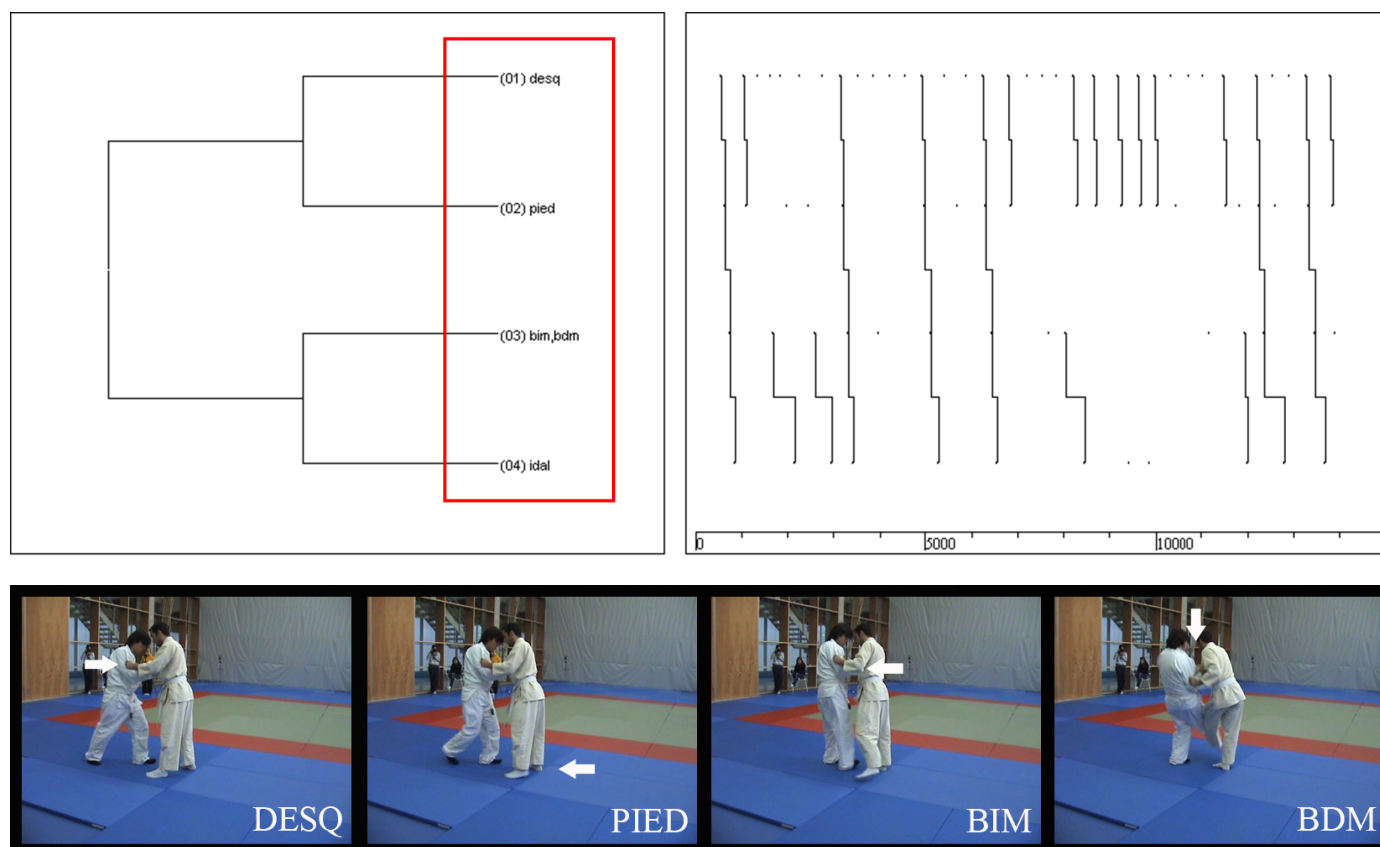 (01) desq
(02) pied
(03) bim,bdm
(04) idal
0 5000 10000
DESQ PIED BIM BDM